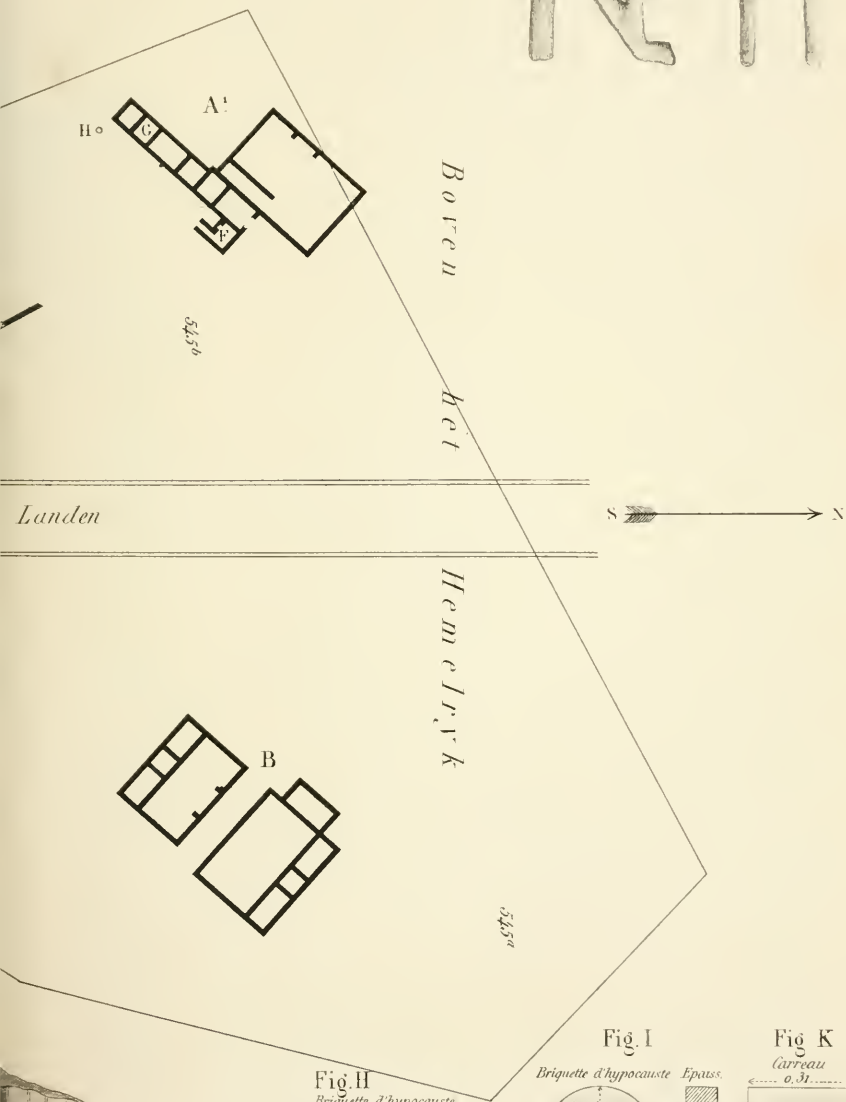 A¹
H
G
F
Boven
het
Hemelryk
545ᵇ
Landen
S
N
B
545ᵃ
Fig. I
Fig K
Fig. H
Briquette d'hypocauste Epaiss.
Carreau
0,31
Briquette d'hypocauste